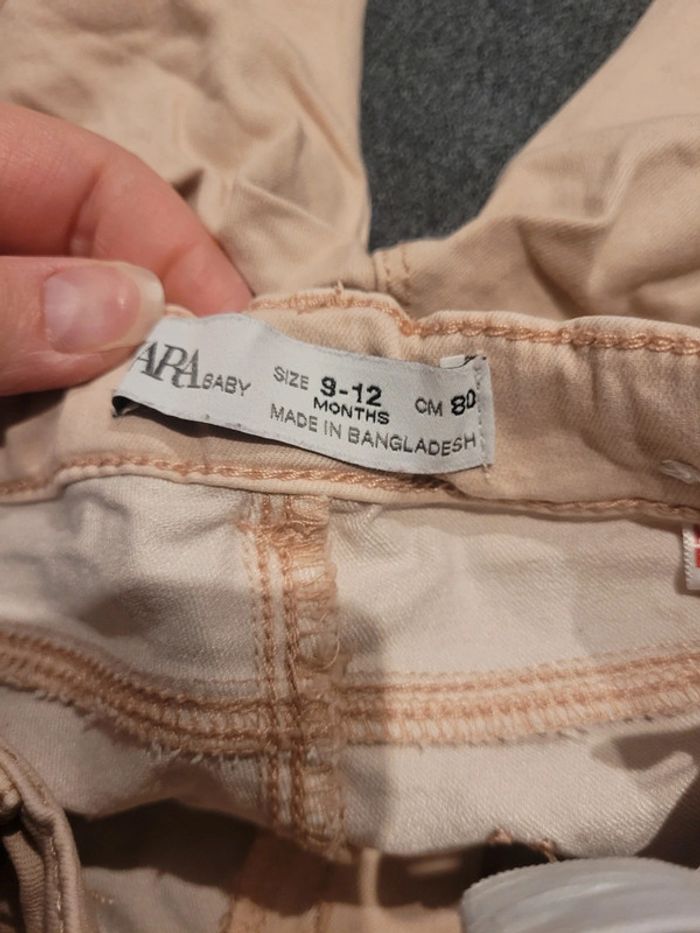 ARA BABY SIZE 9-12 CM 80
MONTHS
MADE IN BANGLADESH